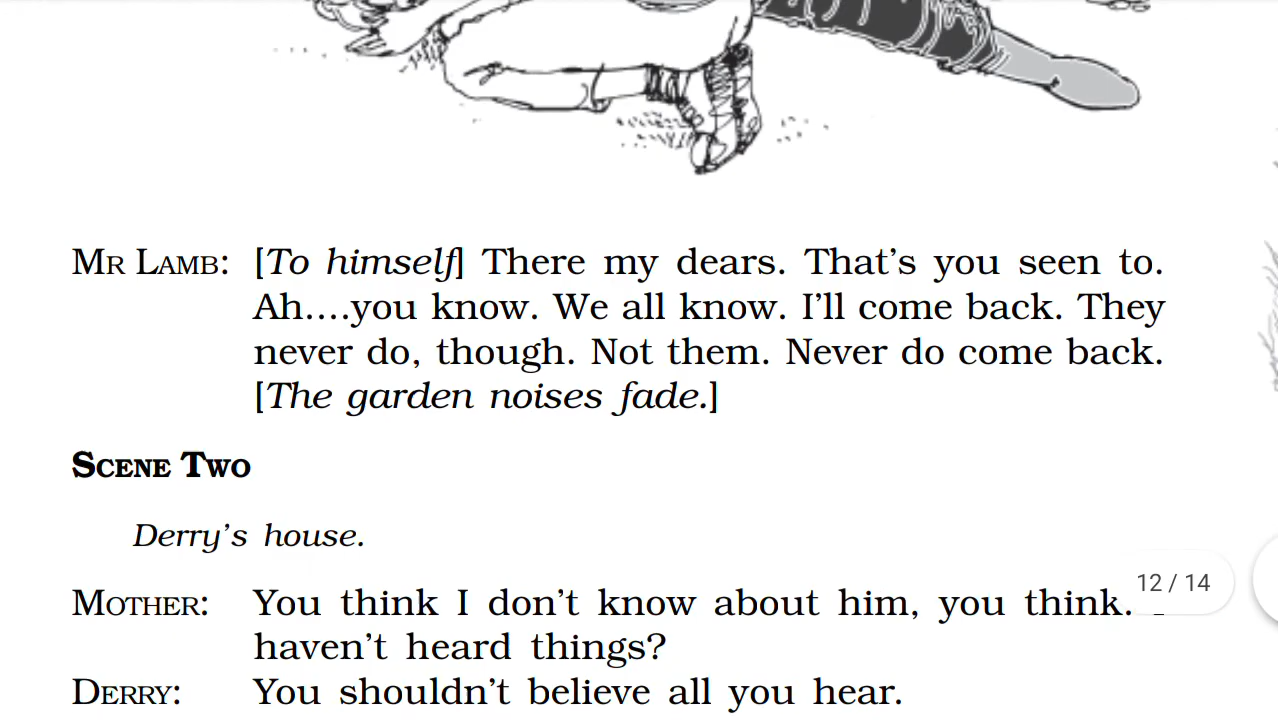 MR LAMB: [To himself] There my dears. That's you seen to.
Ah....you know. We all know. I'll come back. They
never do, though. Not them. Never do come back.
[The garden noises fade.]
SCENE TWO
Derry's house.
MOTHER: You think I don't know about him, you think.
haven't heard things?
DERRY: You shouldn't believe all you hear.
12 / 14